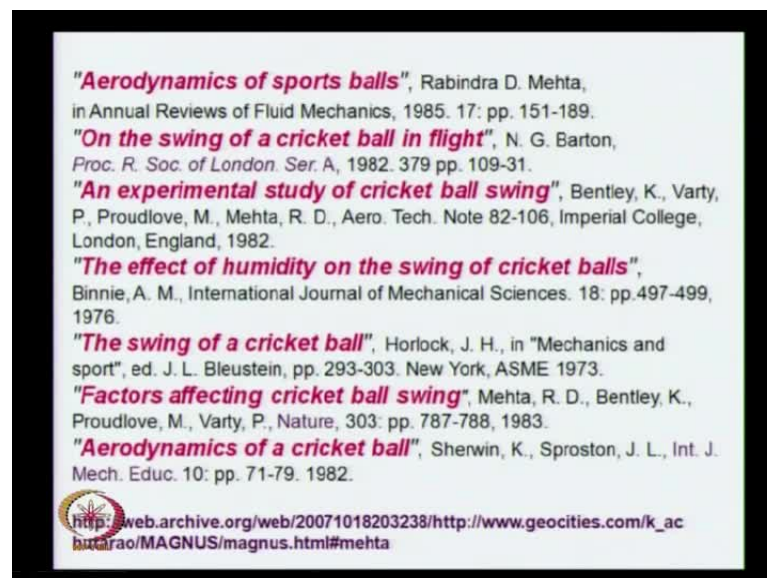 "Aerodynamics of sports balls", Rabindra D. Mehta,
in Annual Reviews of Fluid Mechanics, 1985. 17: pp. 151-189.
"On the swing of a cricket ball in flight", N. G. Barton,
Proc. R. Soc. of London. Ser. A, 1982. 379 pp. 109-31.
"An experimental study of cricket ball swing", Bentley, K., Varty,
P., Proudlove, M., Mehta, R. D., Aero. Tech. Note 82-106, Imperial College,
London, England, 1982.
"The effect of humidity on the swing of cricket balls",
Binnie, A. M., International Journal of Mechanical Sciences. 18: pp.497-499,
1976.
"The swing of a cricket ball", Horlock, J. H., in "Mechanics and
sport", ed. J. L. Bleustein, pp. 293-303. New York, ASME 1973.
"Factors affecting cricket ball swing", Mehta, R. D., Bentley, K.,
Proudlove, M., Varty, P., Nature, 303: pp. 787-788, 1983.
"Aerodynamics of a cricket ball", Sherwin, K., Sproston, J. L., Int. J.
Mech. Educ. 10: pp. 71-79. 1982.
http://web.archive.org/web/20071018203238/http://www.geocities.com/k_ac
hutarao/MAGNUS/magnus.html#mehta